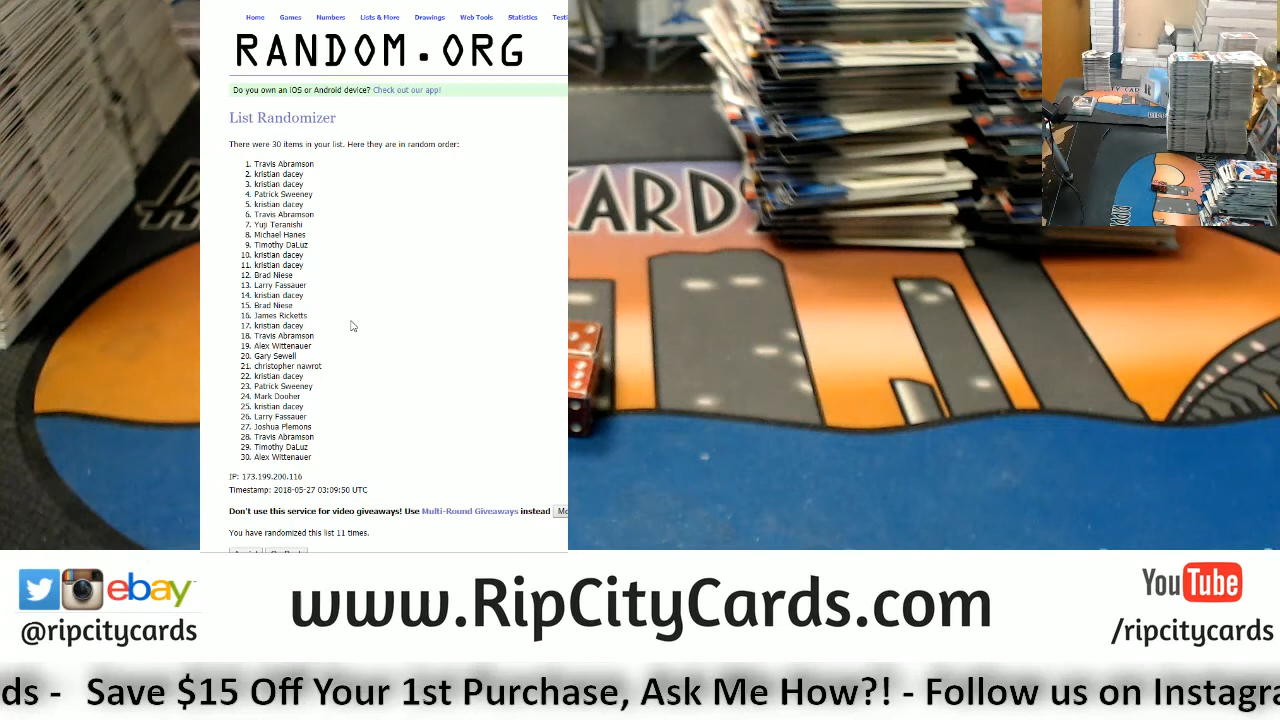 Home Games Numbers Lists & More Drawings Web Tools Statistics
RANDOM.ORG
Do you own an iOS or Android device? Check out our app!
List Randomizer
There were 30 items in your list. Here they are in random order:
1. Travis Abramson
2. kristian dacey
3. kristian dacey
4. Patrick Sweeney
5. kristian dacey
6. Travis Abramson
7. Yuji Teranishi
8. Michael Hanes
9. Timothy DaLuz
10. kristian dacey
11. kristian dacey
12. Brad Niese
13. Larry Fassauer
14. kristian dacey
15. Brad Niese
16. James Ricketts
17. kristian dacey
18. Travis Abramson
19. Alex Wittenauer
20. Gary Sewell
21. christopher nawrot
22. kristian dacey
23. Patrick Sweeney
24. Mark Dooher
25. kristian dacey
26. Larry Fassauer
27. Joshua Plemons
28. Travis Abramson
29. Timothy DaLuz
30. Alex Wittenauer
IP: 173.199.200.116
Timestamp: 2018-05-27 03:09:50 UTC
Don't use this service for video giveaways! Use Multi-Round Giveaways instead
You have randomized this list 11 times.
CARDS
ebay
@ripcitycards
www.RipCityCards.com
YouTube
/ripcitycards
ds - Save $15 Off Your 1st Purchase, Ask Me How?! - Follow us on Instagra